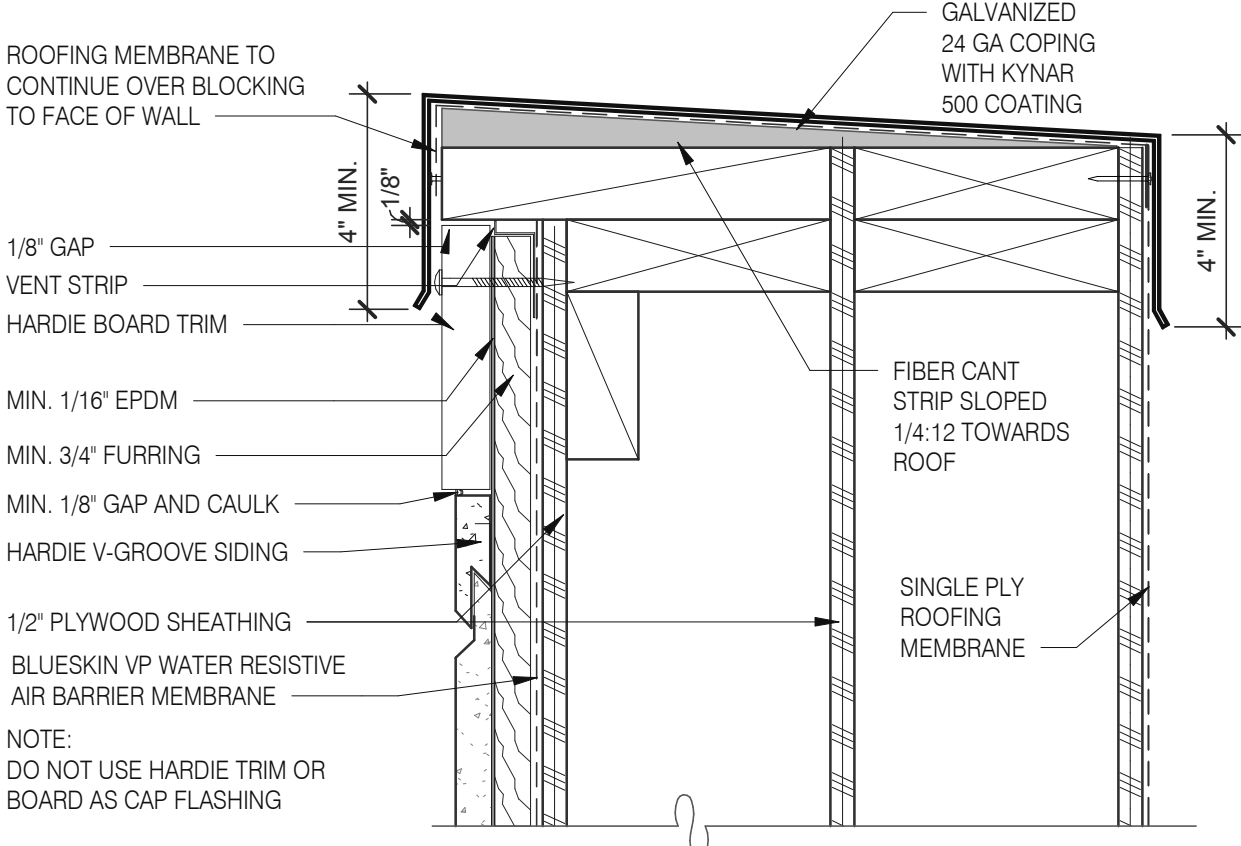 GALVANIZED
24 GA COPING
WITH KYNAR
500 COATING
ROOFING MEMBRANE TO
CONTINUE OVER BLOCKING
TO FACE OF WALL
4" MIN.
1/8"
4" MIN.
1/8" GAP
VENT STRIP
HARDIE BOARD TRIM
MIN. 1/16" EPDM
MIN. 3/4" FURRING
MIN. 1/8" GAP AND CAULK
HARDIE V-GROOVE SIDING
1/2" PLYWOOD SHEATHING
BLUESKIN VP WATER RESISTIVE
AIR BARRIER MEMBRANE
NOTE:
DO NOT USE HARDIE TRIM OR
BOARD AS CAP FLASHING
FIBER CANT
STRIP SLOPED
1/4:12 TOWARDS
ROOF
SINGLE PLY
ROOFING
MEMBRANE